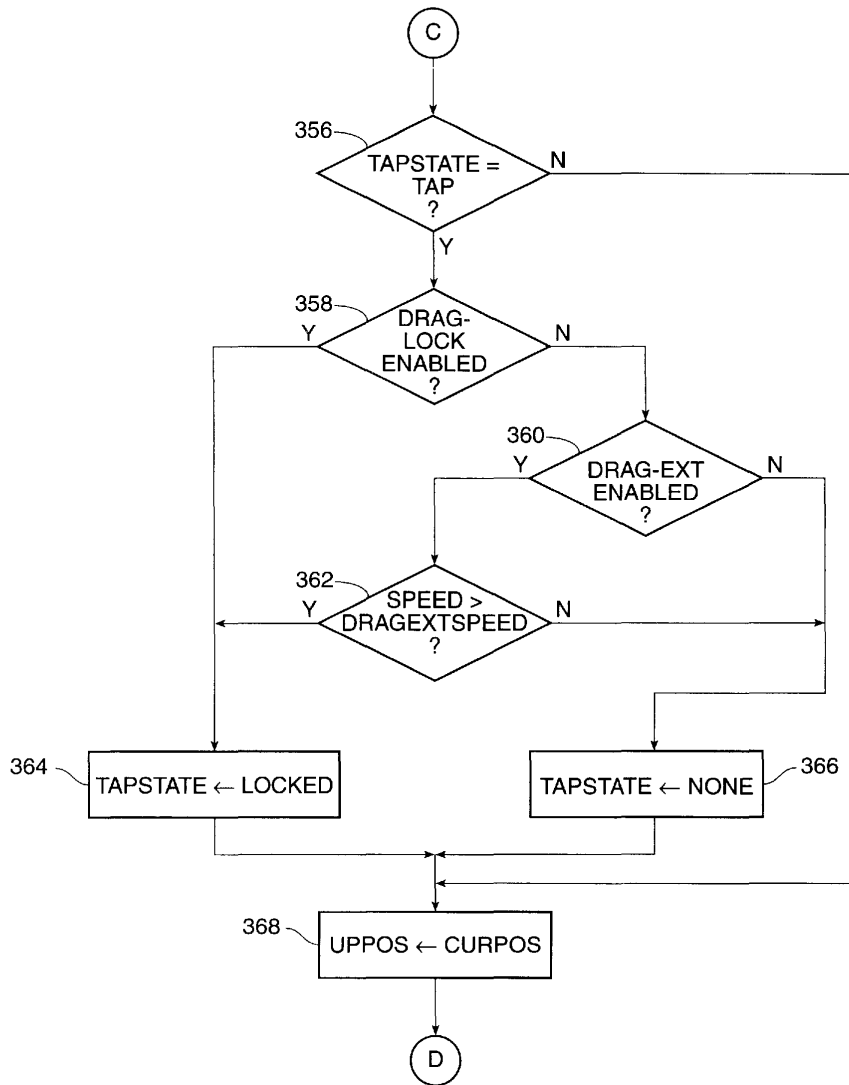 C
356
TAPSTATE =
TAP
?
N
Y
358
Y
DRAG-
LOCK
ENABLED
?
N
360
Y
DRAG-EXT
ENABLED
?
N
362
Y
SPEED >
DRAGEXTSPEED
?
N
364
TAPSTATE ← LOCKED
TAPSTATE ← NONE
366
368
UPPOS ← CURPOS
D